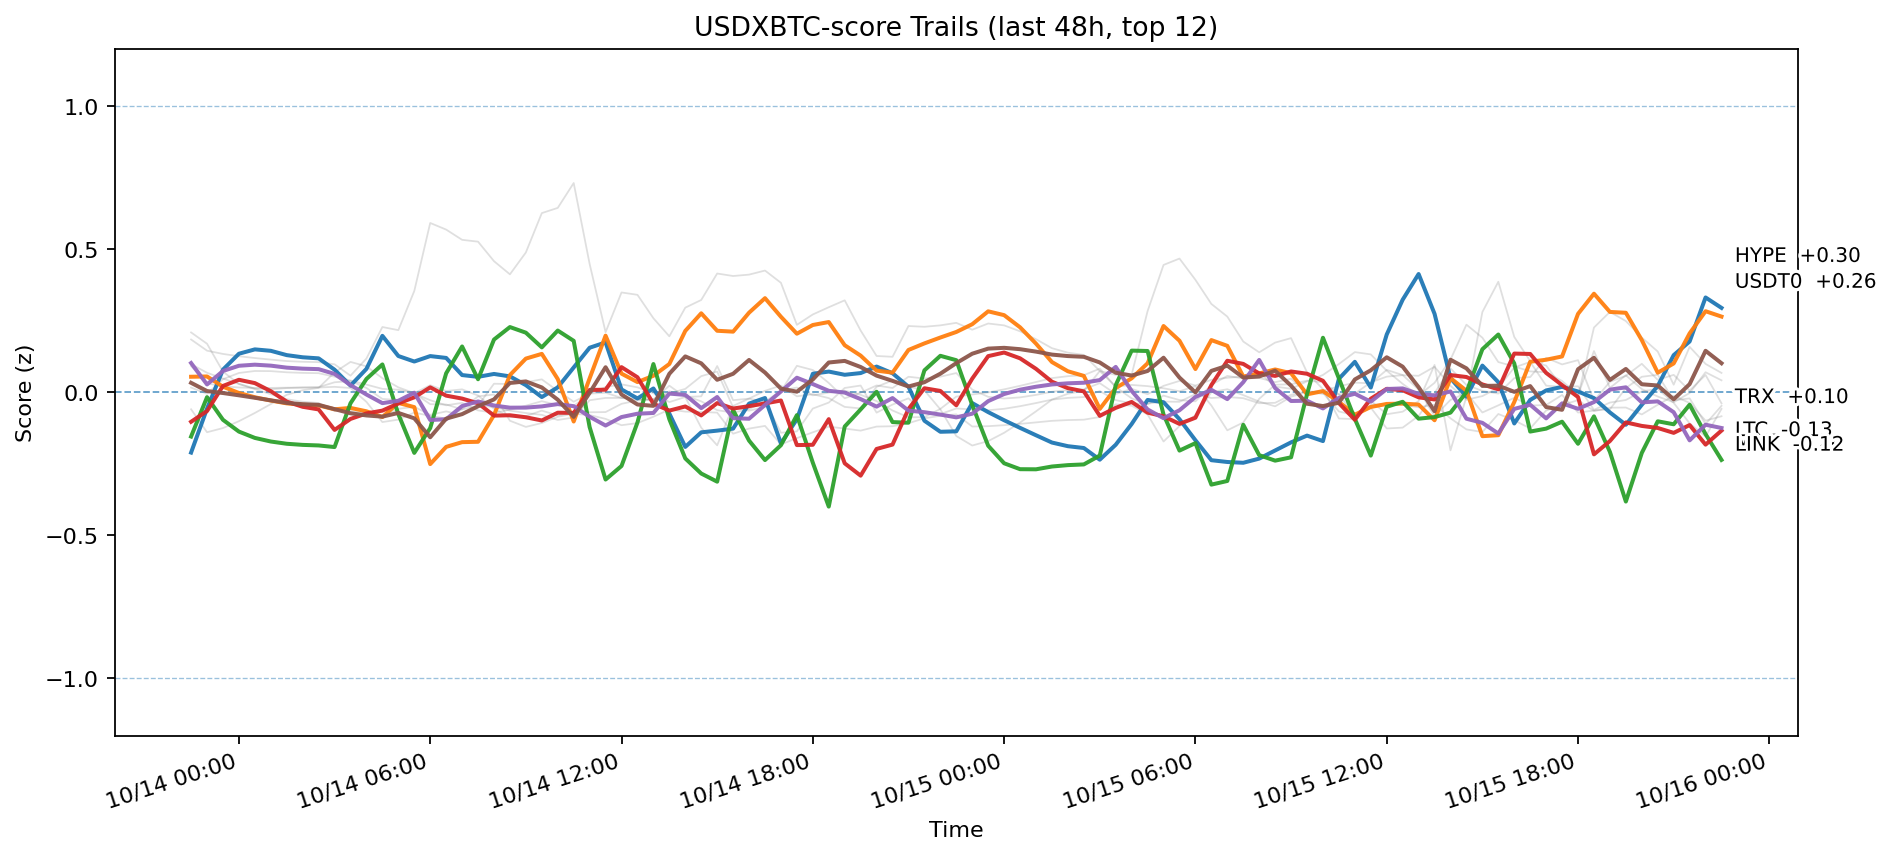 USDXBTC-score Trails (last 48h, top 12)
Score (z)
1.0
0.5
0.0
−0.5
−1.0
HYPE +0.30
USDT0 +0.26
TRX +0.10
LTC -0.13
LINK -0.12
10/14 00:00
10/14 06:00
10/14 12:00
10/14 18:00
10/15 00:00
10/15 06:00
10/15 12:00
10/15 18:00
10/16 00:00
Time